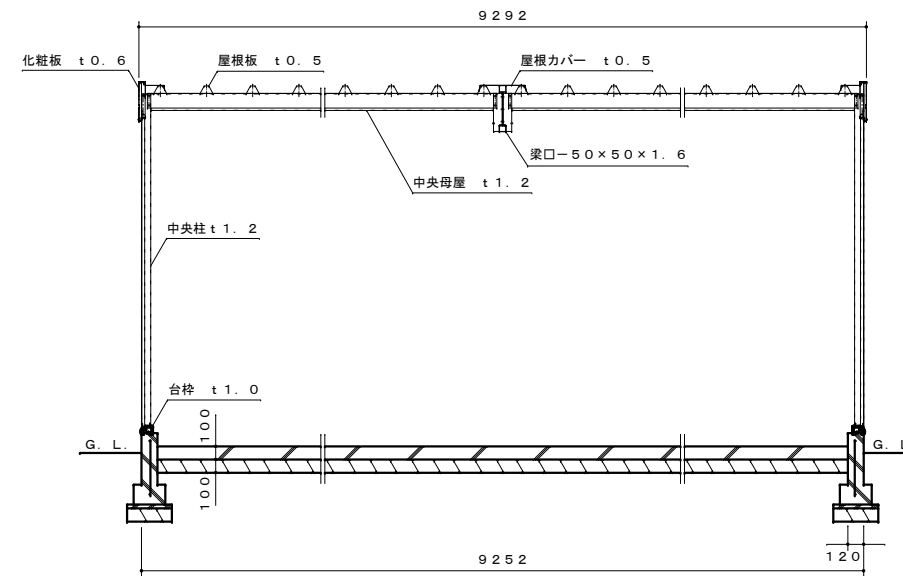 9292
化粧板 t0.6
屋根板 t0.5
屋根カバー t0.5
梁口－50×50×1.6
中央母屋 t1.2
中央柱t1.2
台枠 t1.0
100
G.L.
G.L
100
120
9252